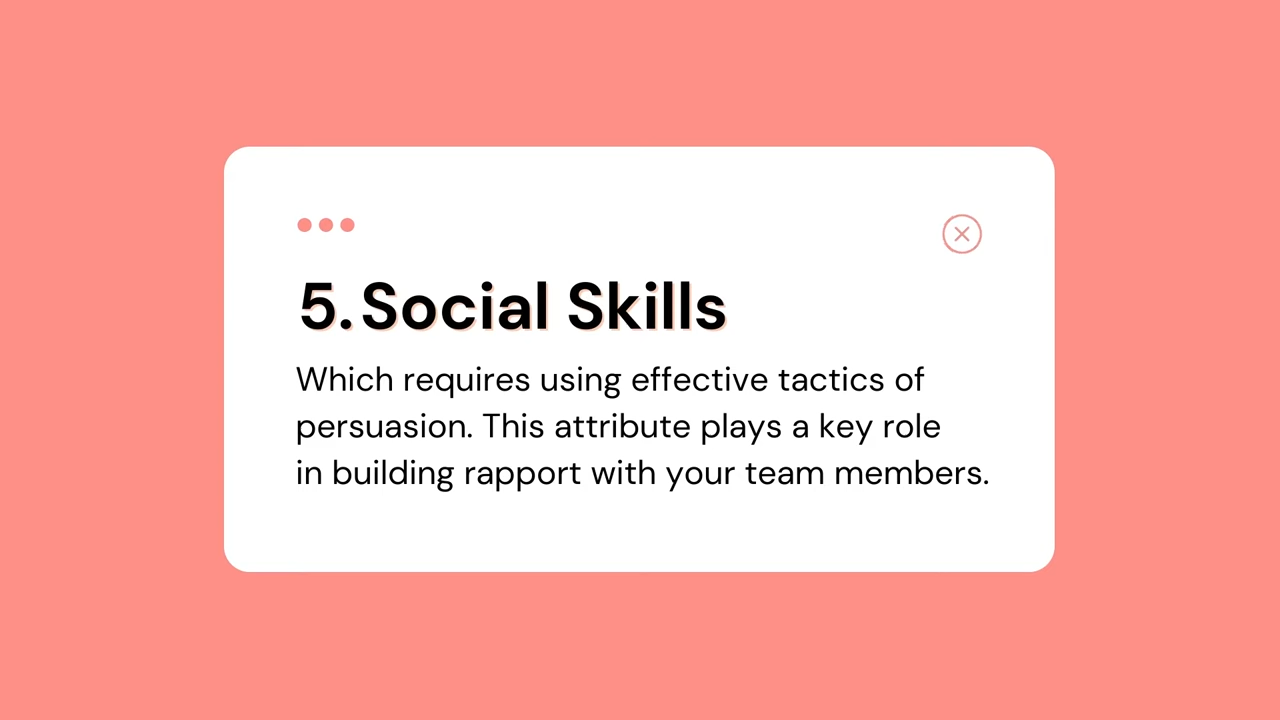 5. Social Skills
Which requires using effective tactics of
persuasion. This attribute plays a key role
in building rapport with your team members.